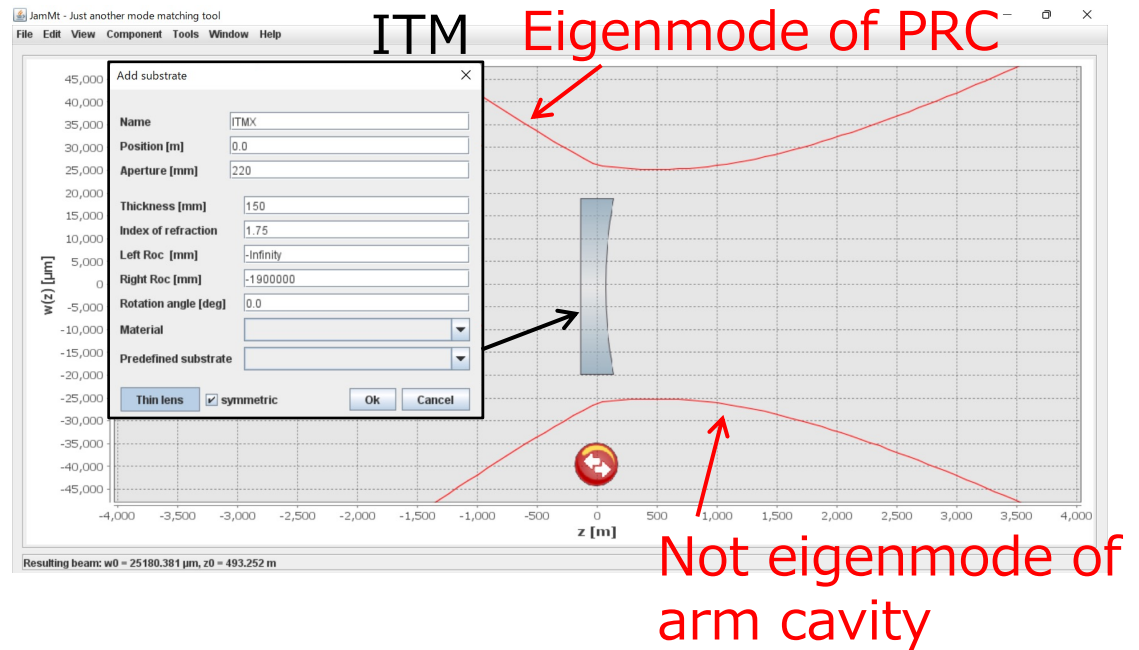 JamMt - Just another mode matching tool
ITM
Eigenmode of PRC
File Edit View Component Tools Window Help
Add substrate
Name ITMX
Position [m] 0.0
Aperture [mm] 220
Thickness [mm] 150
Index of refraction 1.75
Left Roc [mm] -Infinity
Right Roc [mm] -1900000
Rotation angle [deg] 0.0
Material
Predefined substrate
Thin lens symmetric Ok Cancel
w(z) [µm]
45,000
40,000
35,000
30,000
25,000
20,000
15,000
10,000
5,000
0
-5,000
-10,000
-15,000
-20,000
-25,000
-30,000
-35,000
-40,000
-45,000
-4,000 -3,500 -3,000 -2,500 -2,000 -1,500 -1,000 -500 0 500 1,000 1,500 2,000 2,500 3,000 3,500 4,000
z [m]
Resulting beam: w0 = 25180.381 µm, z0 = 493.252 m
Not eigenmode of
arm cavity